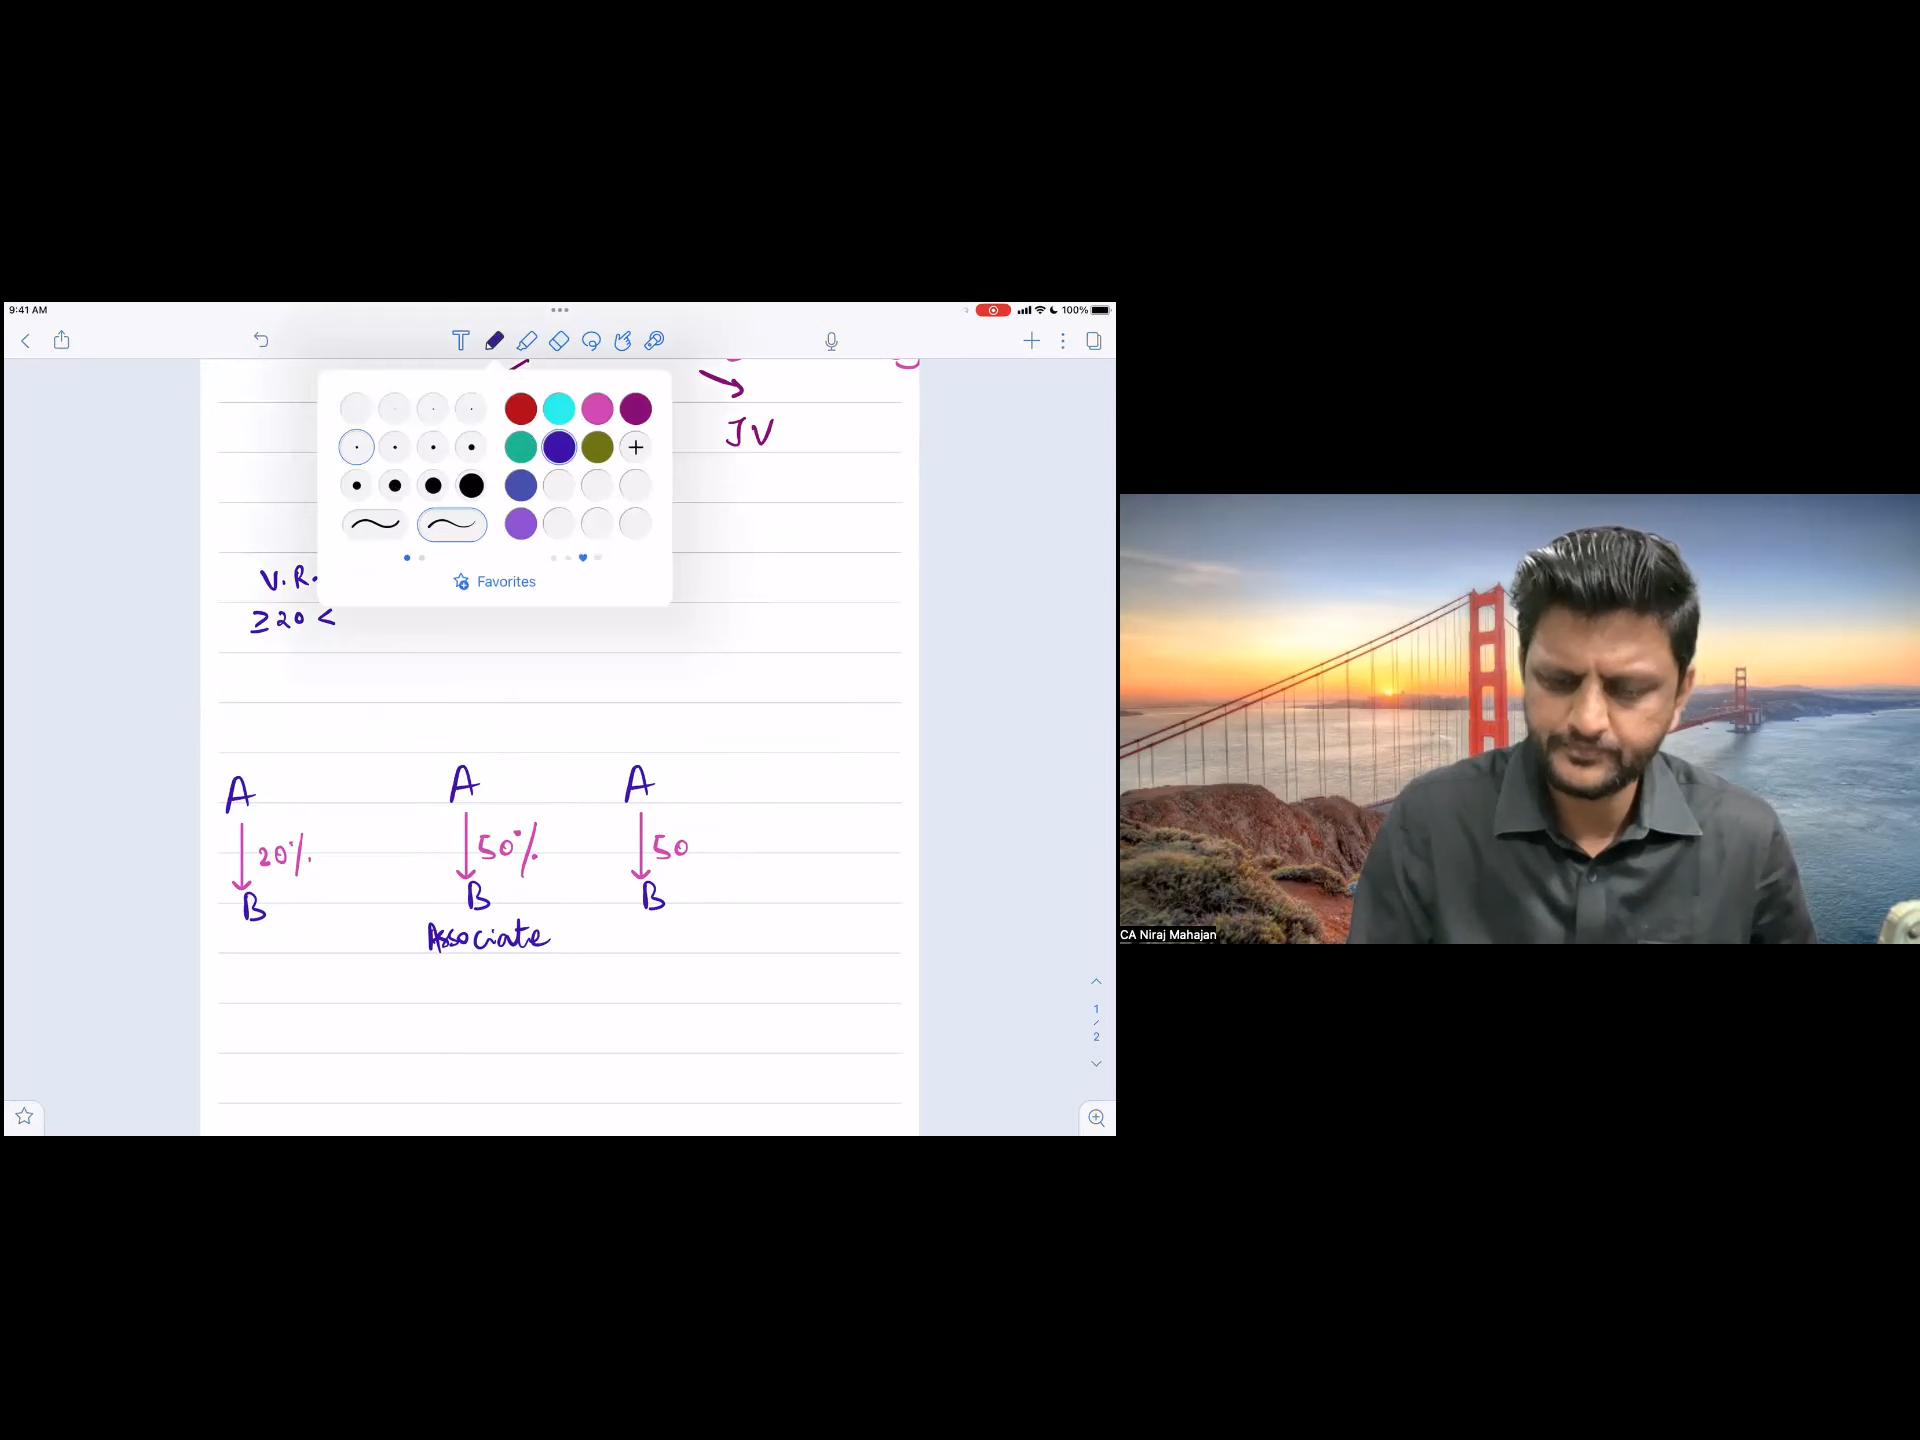 9:41 AM
100%
T
JV
Favorites
V.R.
≥20 <
A A A
20% 50% 50
B B B
Associate
CA Niraj Mahajan
1
/
2